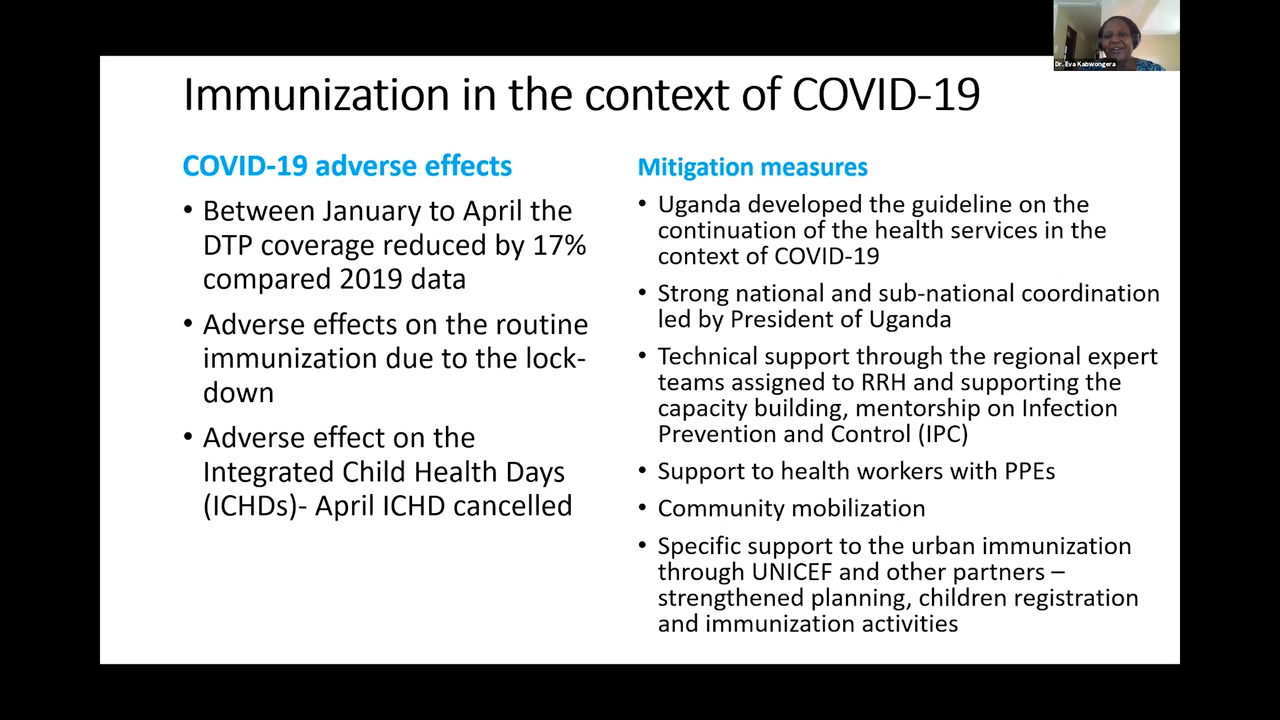 Dr. Eva Kabwongera
Immunization in the context of COVID-19
COVID-19 adverse effects
• Between January to April the
DTP coverage reduced by 17%
compared 2019 data
• Adverse effects on the routine
immunization due to the lock-
down
• Adverse effect on the
Integrated Child Health Days
(ICHDs)- April ICHD cancelled
Mitigation measures
• Uganda developed the guideline on the
continuation of the health services in the
context of COVID-19
• Strong national and sub-national coordination
led by President of Uganda
• Technical support through the regional expert
teams assigned to RRH and supporting the
capacity building, mentorship on Infection
Prevention and Control (IPC)
• Support to health workers with PPEs
• Community mobilization
• Specific support to the urban immunization
through UNICEF and other partners –
strengthened planning, children registration
and immunization activities